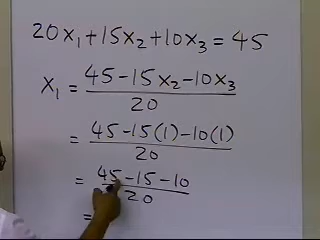 20x₁+15x₂+10x₃=45
x₁ = (45-15x₂-10x₃)/20
= (45-15(1)-10(1))/20
= (45-15-10)/20
=